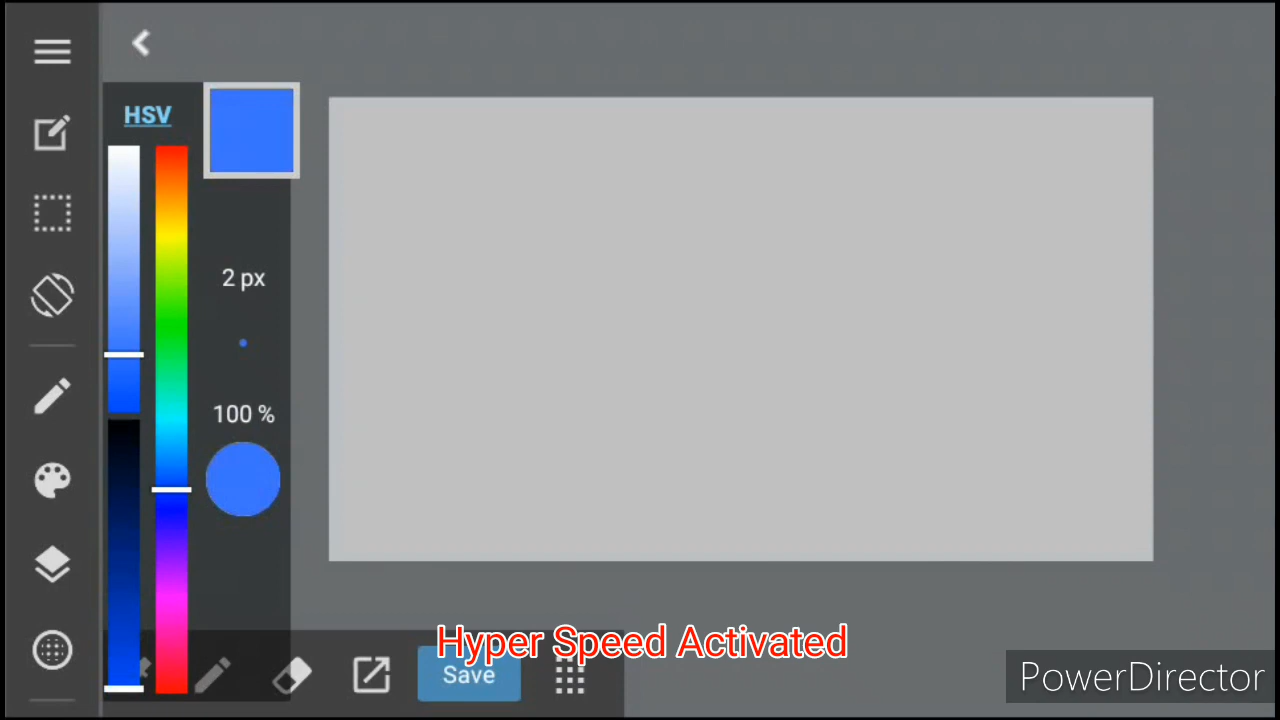 HSV
2 px
100 %
Hyper Speed Activated
Save
PowerDirector